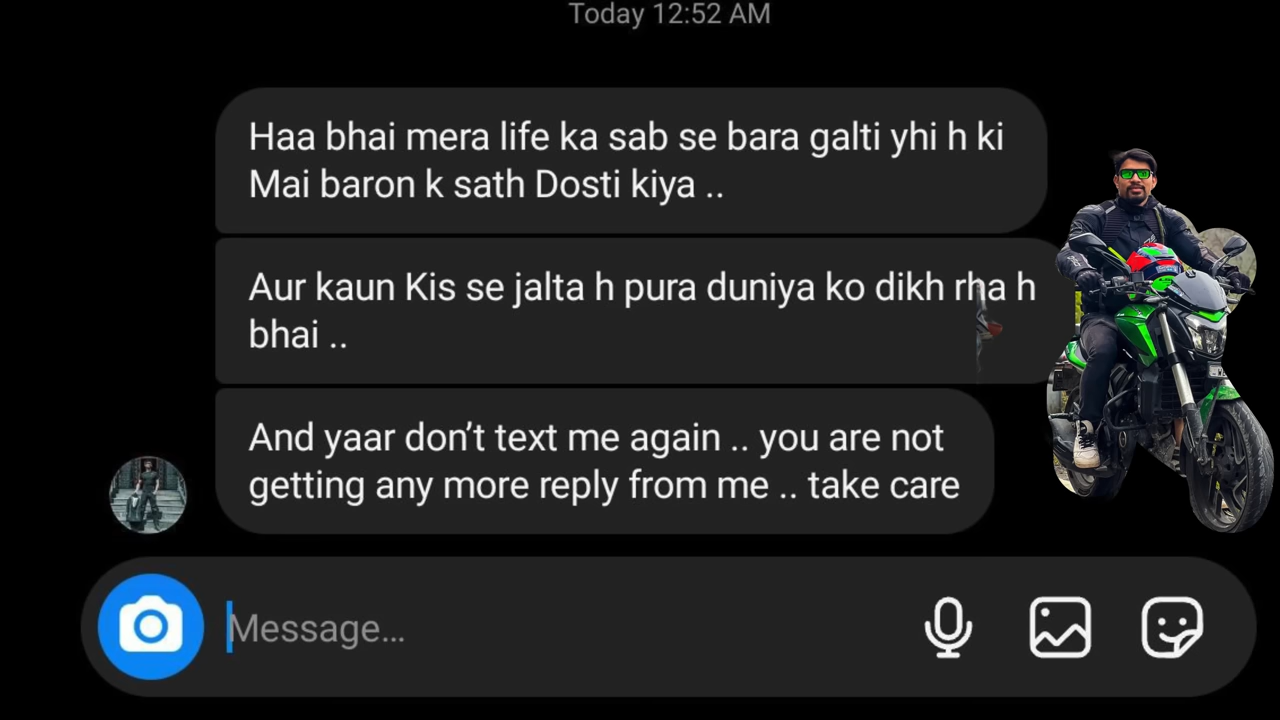 Today 12:52 AM
Haa bhai mera life ka sab se bara galti yhi h ki
Mai baron k sath Dosti kiya ..
Aur kaun Kis se jalta h pura duniya ko dikh rha h
bhai ..
And yaar don’t text me again .. you are not
getting any more reply from me .. take care
Message...